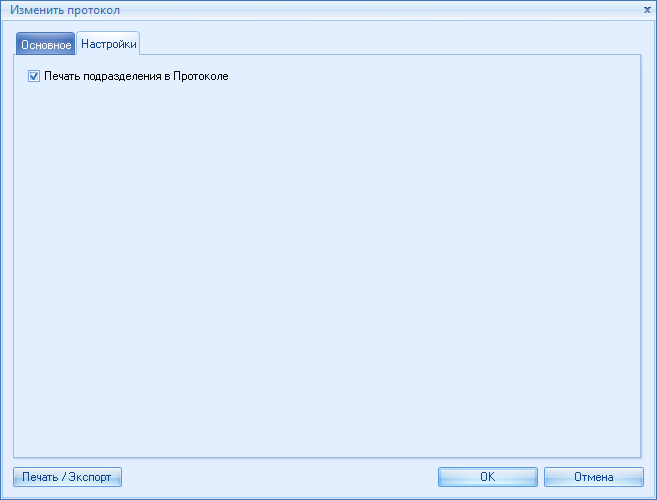 Изменить протокол
Основное
Настройки
Печать подразделения в Протоколе
Печать / Экспорт
OK
Отмена